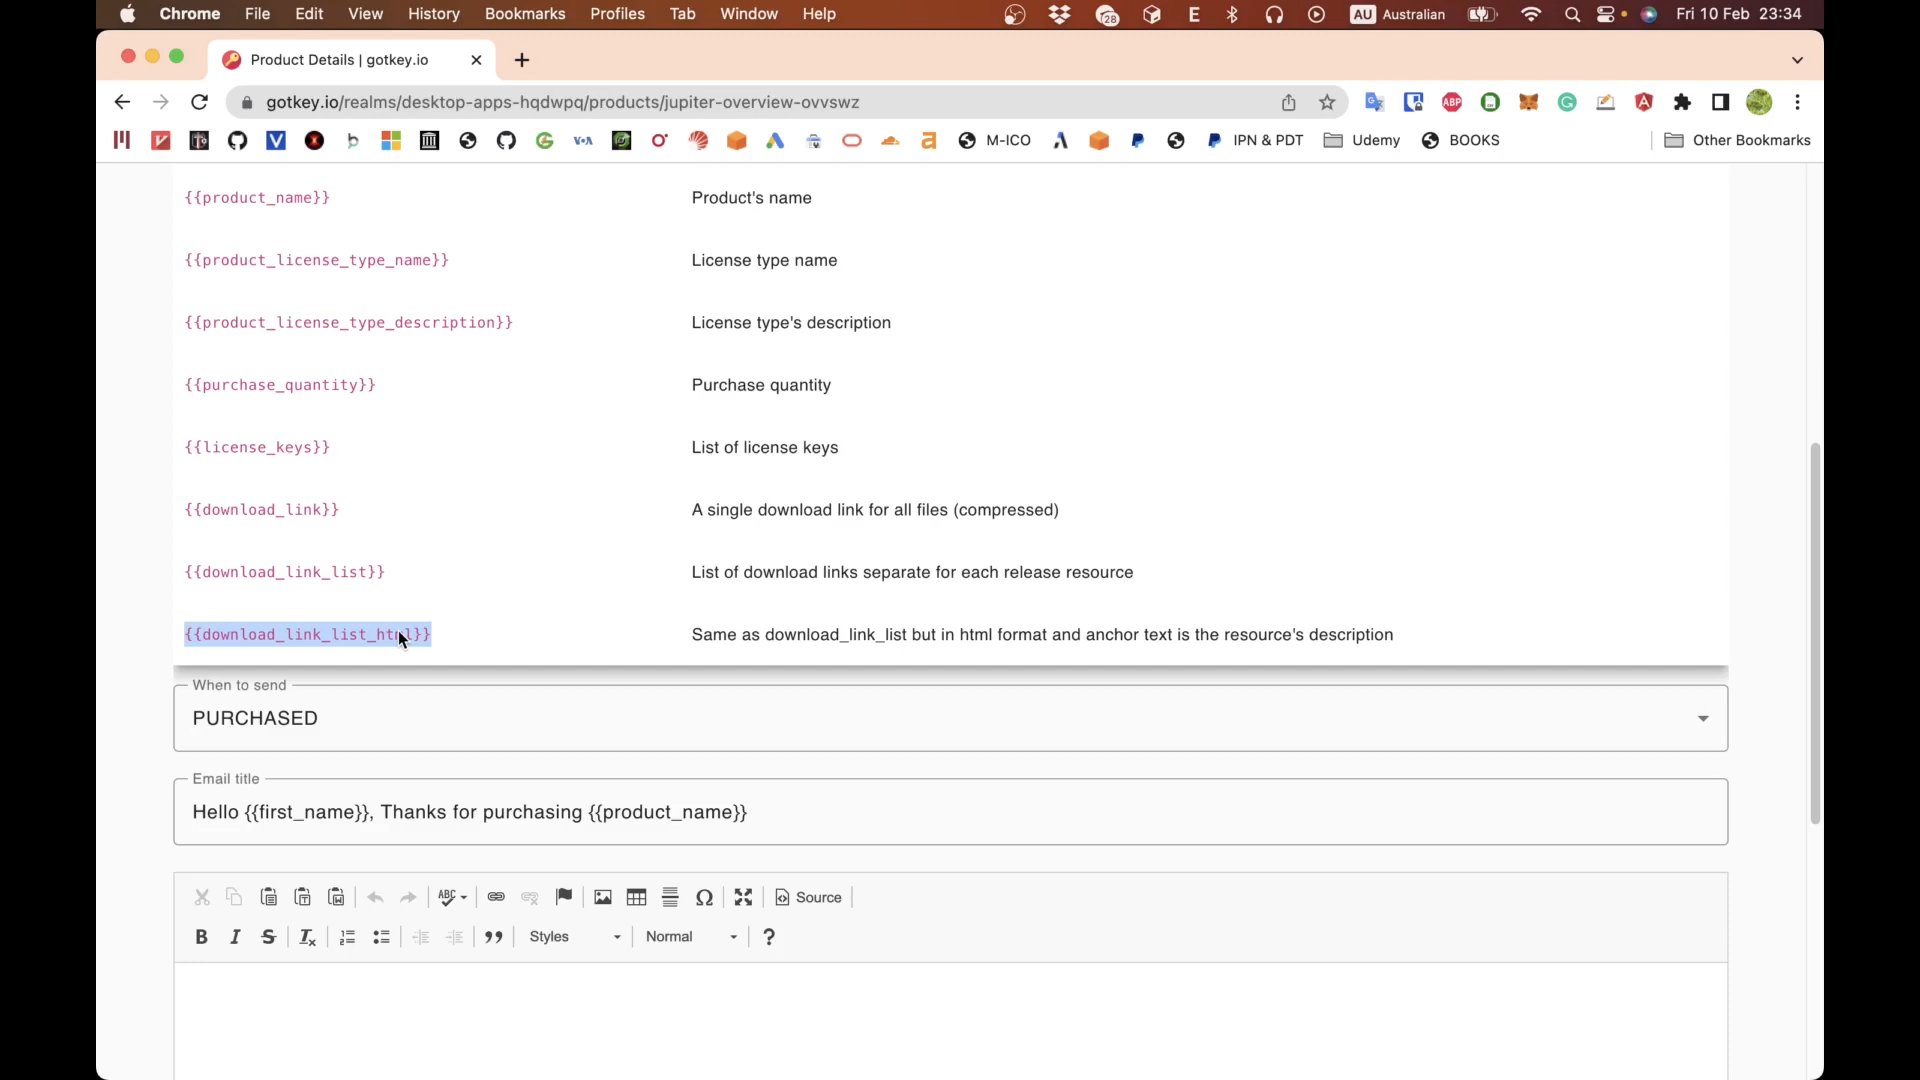 Chrome File Edit View History Bookmarks Profiles Tab Window Help 28 E AU Australian Fri 10 Feb 23:34
Product Details | gotkey.io
gotkey.io/realms/desktop-apps-hqdwpq/products/jupiter-overview-ovvswz ABP
VOA M-ICO IPN & PDT Udemy BOOKS Other Bookmarks
{{product_name}} Product's name
{{product_license_type_name}} License type name
{{product_license_type_description}} License type's description
{{purchase_quantity}} Purchase quantity
{{license_keys}} List of license keys
{{download_link}} A single download link for all files (compressed)
{{download_link_list}} List of download links separate for each release resource
{{download_link_list_html}} Same as download_link_list but in html format and anchor text is the resource's description
When to send
PURCHASED
Email title
Hello {{first_name}}, Thanks for purchasing {{product_name}}
ABC Source
B I S Styles Normal ?